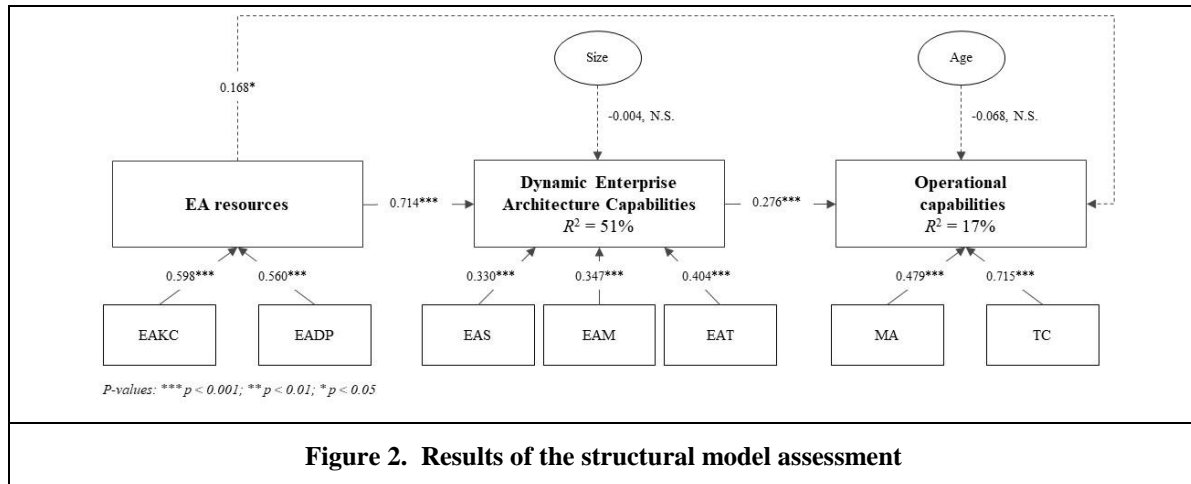 Size
Age
0.168*
-0.004, N.S.
-0.068, N.S.
EA resources
0.714***
Dynamic Enterprise
Architecture Capabilities
R² = 51%
0.276***
Operational
capabilities
R² = 17%
0.598***
0.560***
0.330***
0.347***
0.404***
0.479***
0.715***
EAKC
EADP
EAS
EAM
EAT
MA
TC
P-values: *** p < 0.001; ** p < 0.01; * p < 0.05
Figure 2. Results of the structural model assessment